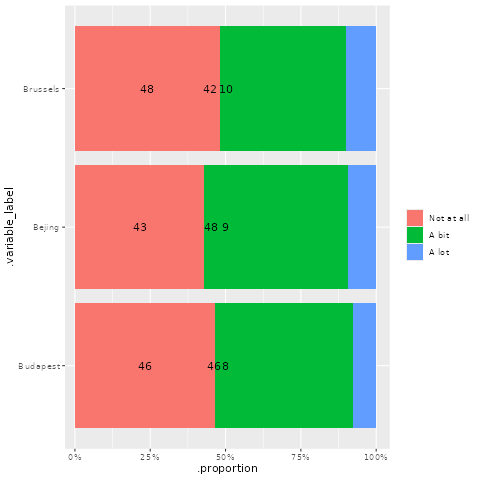 .variable_label
Brussels
48 42 10
Bejing
43 48 9
Budapest
46 46 8
0% 25% 50% 75% 100%
.proportion
Not at all
A bit
A lot